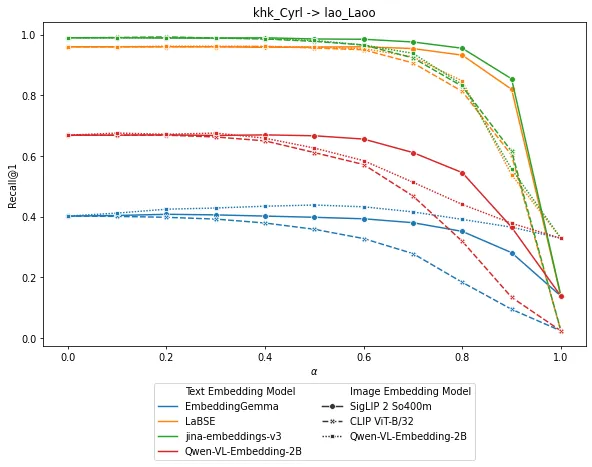 khk_Cyrl -> lao_Laoo
Recall@1
1.0
0.8
0.6
0.4
0.2
0.0
0.0 0.2 0.4 0.6 0.8 1.0
α
Text Embedding Model Image Embedding Model
EmbeddingGemma SigLIP 2 So400m
LaBSE CLIP ViT-B/32
jina-embeddings-v3 Qwen-VL-Embedding-2B
Qwen-VL-Embedding-2B